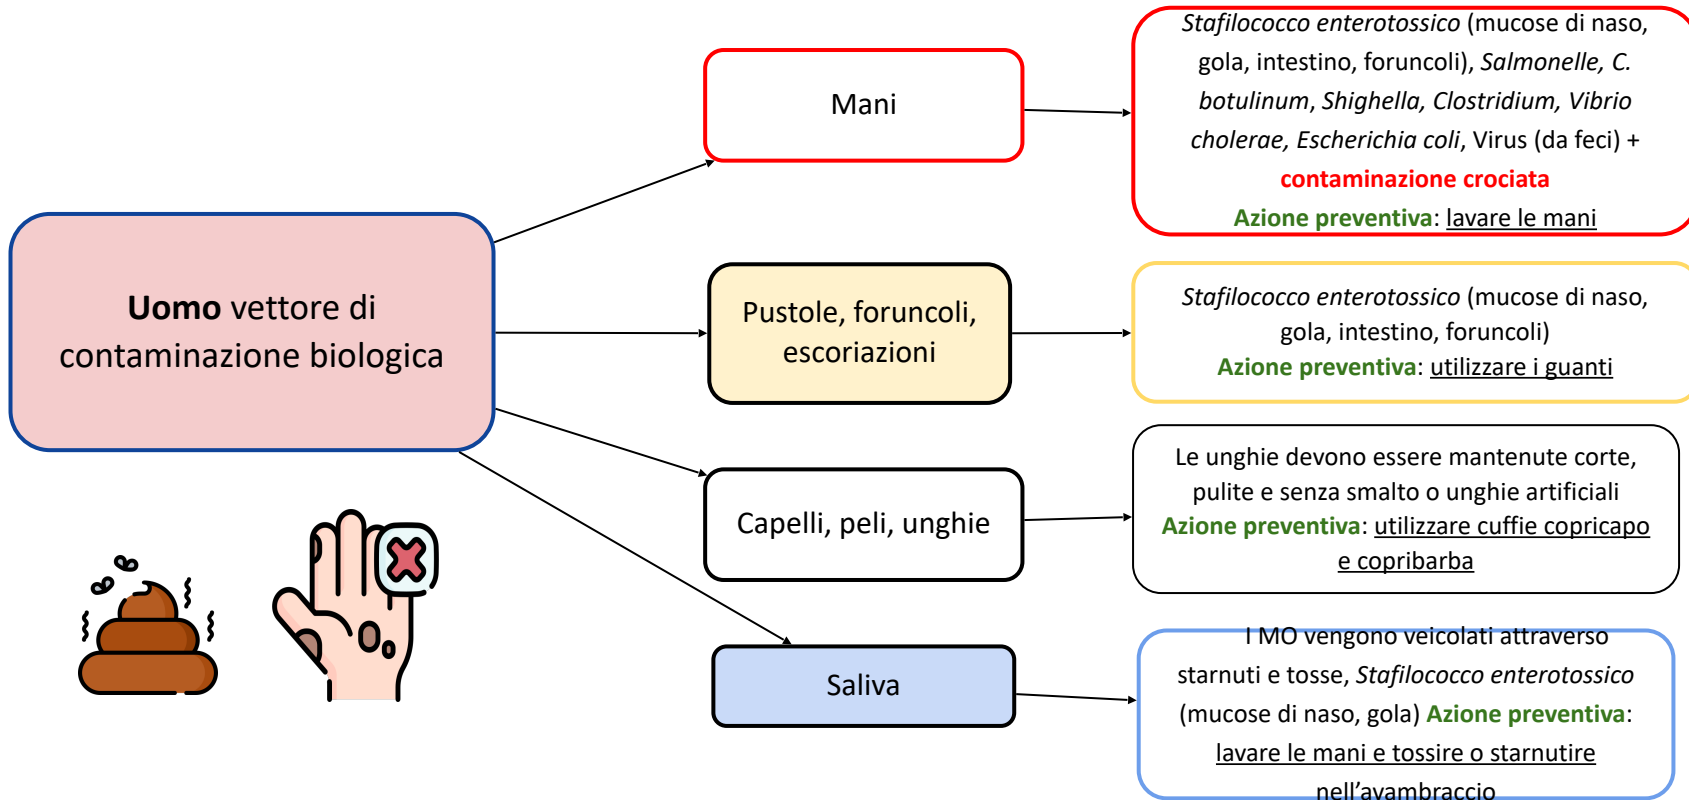 Uomo vettore di
contaminazione biologica
Mani
Stafilococco enterotossico (mucose di naso,
gola, intestino, foruncoli), Salmonelle, C.
botulinum, Shighella, Clostridium, Vibrio
cholerae, Escherichia coli, Virus (da feci) +
contaminazione crociata
Azione preventiva: lavare le mani
Pustole, foruncoli,
escoriazioni
Stafilococco enterotossico (mucose di naso,
gola, intestino, foruncoli)
Azione preventiva: utilizzare i guanti
Capelli, peli, unghie
Le unghie devono essere mantenute corte,
pulite e senza smalto o unghie artificiali
Azione preventiva: utilizzare cuffie copricapo
e copribarba
Saliva
I MO vengono veicolati attraverso
starnuti e tosse, Stafilococco enterotossico
(mucose di naso, gola) Azione preventiva:
lavare le mani e tossire o starnutire
nell'avambraccio